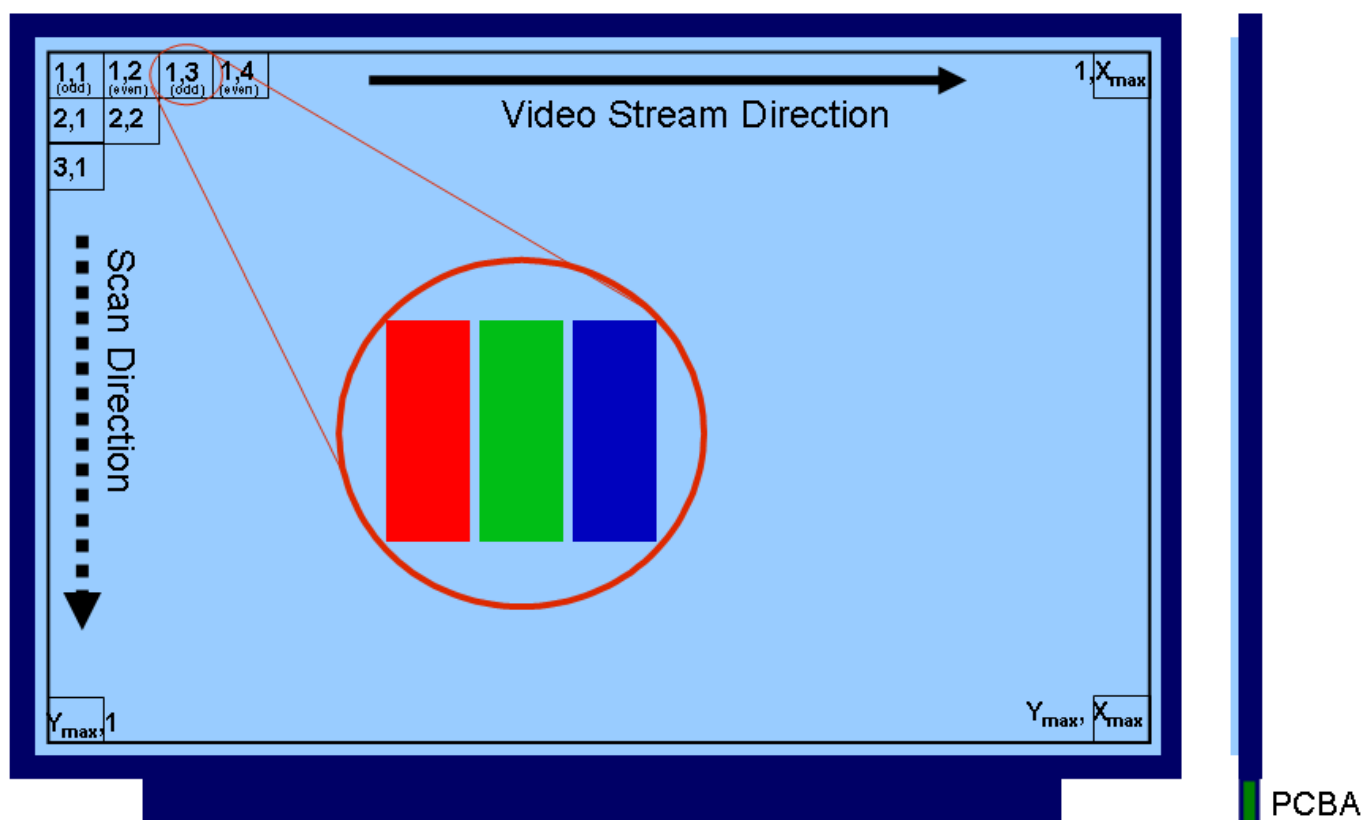 1,1 1,2 1,3 1,4 1,Xmax
(odd) (even) (odd) (even)
Video Stream Direction
2,1 2,2
3,1
Scan Direction
Ymax,1 Ymax, Xmax
PCBA